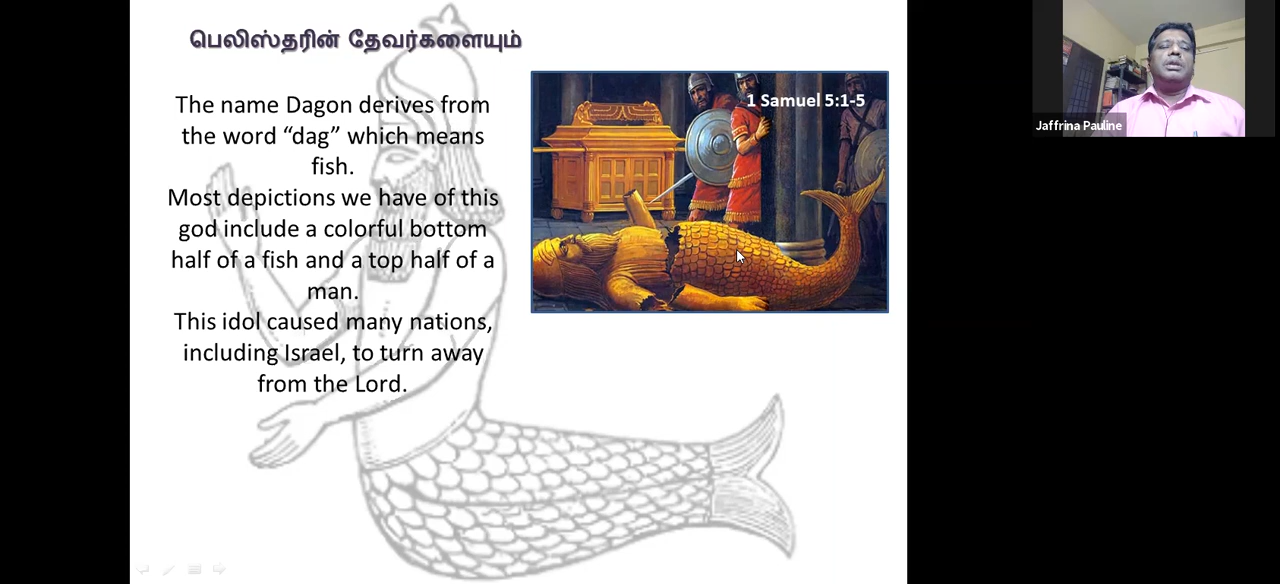 பெலிஸ்தரின் தேவர்களையும்
The name Dagon derives from
the word “dag” which means
fish.
Most depictions we have of this
god include a colorful bottom
half of a fish and a top half of a
man.
This idol caused many nations,
including Israel, to turn away
from the Lord.
1 Samuel 5:1-5
Jaffrina Pauline